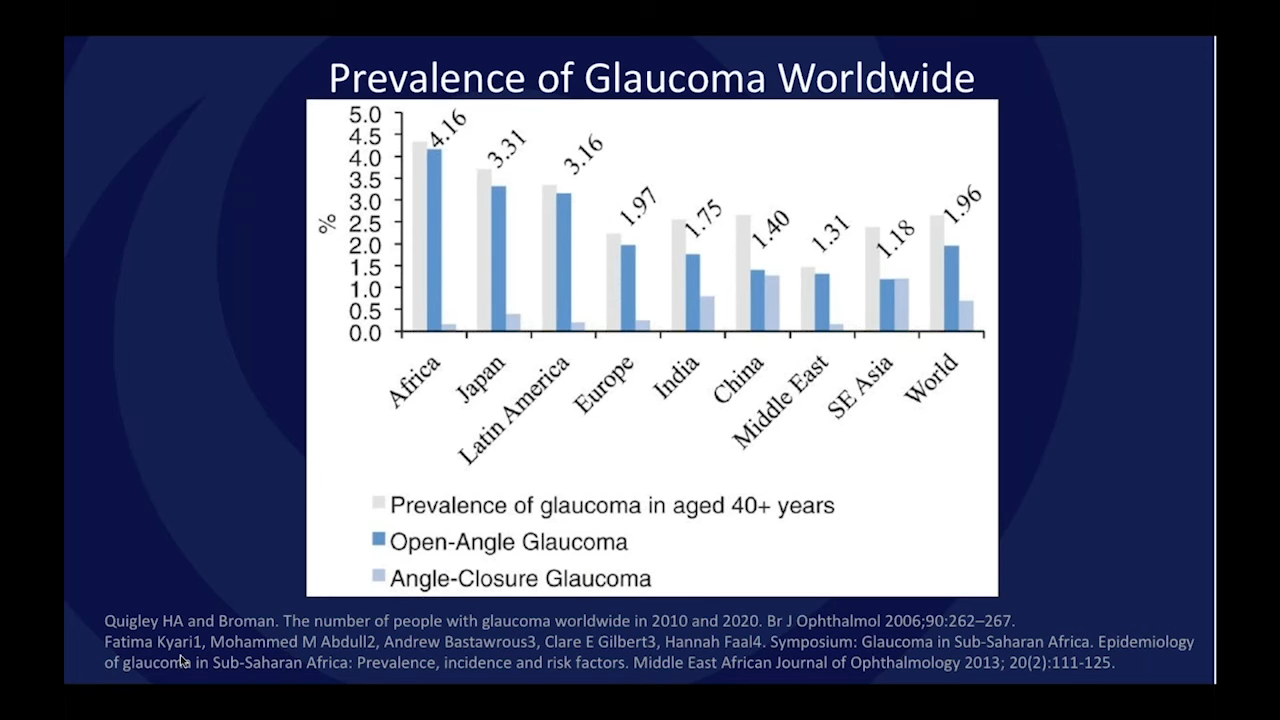 Prevalence of Glaucoma Worldwide
5.0
4.5
4.0
3.5
3.0
2.5
2.0
1.5
1.0
0.5
0.0
%
4.16
3.31
3.16
1.97
1.75
1.40
1.31
1.18
1.96
Africa
Japan
Latin America
Europe
India
China
Middle East
SE Asia
World
Prevalence of glaucoma in aged 40+ years
Open-Angle Glaucoma
Angle-Closure Glaucoma
Quigley HA and Broman. The number of people with glaucoma worldwide in 2010 and 2020. Br J Ophthalmol 2006;90:262–267.
Fatima Kyari1, Mohammed M Abdull2, Andrew Bastawrous3, Clare E Gilbert3, Hannah Faal4. Symposium: Glaucoma in Sub-Saharan Africa. Epidemiology
of glaucoma in Sub-Saharan Africa: Prevalence, incidence and risk factors. Middle East African Journal of Ophthalmology 2013; 20(2):111-125.